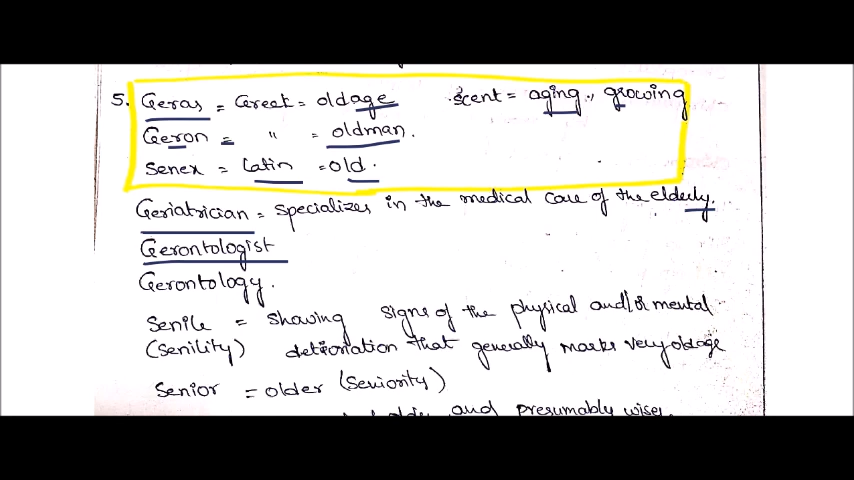 5. Geras = Greek = oldage scent = aging., growing
Geron = " = oldman.
Senex = Latin = old.
Geriatrician = specializes in the medical care of the elderly.
Gerontologist
Gerontology.
Senile = showing signs of the physical and/or mental
(Senility) deterioration that generally marks very oldage
Senior = older (Seniority)
older and presumably wiser